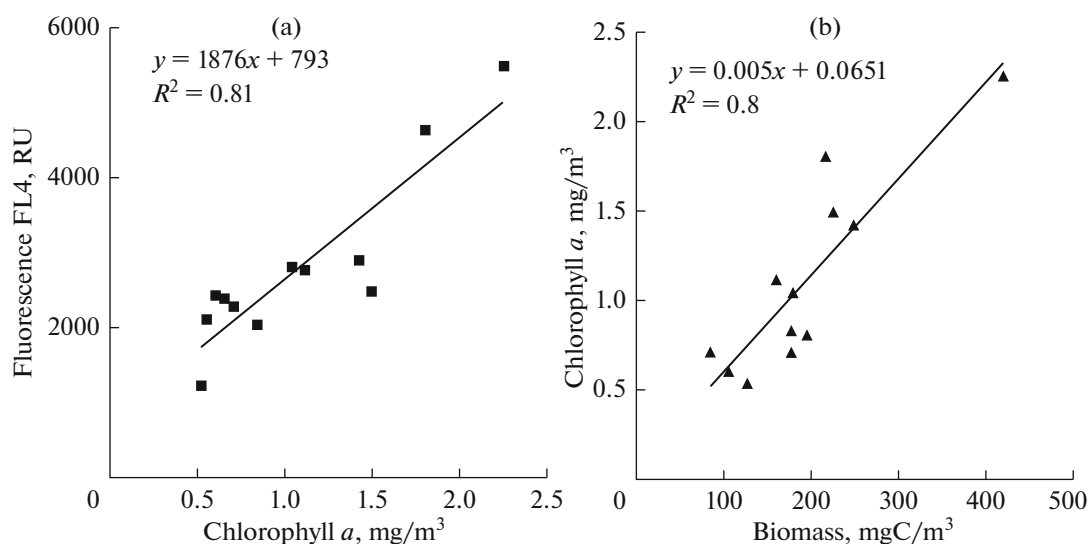 (a)
y = 1876x + 793
R² = 0.81
Fluorescence FL4, RU
6000
4000
2000
0
0.5
1.0
1.5
2.0
2.5
Chlorophyll a, mg/m³
(b)
y = 0.005x + 0.0651
R² = 0.8
Chlorophyll a, mg/m³
2.5
2.0
1.5
1.0
0.5
0
100
200
300
400
500
Biomass, mgC/m³